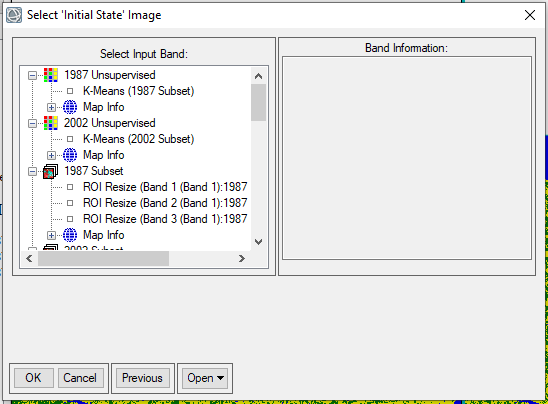 Select 'Initial State' Image
Select Input Band:
1987 Unsupervised
K-Means (1987 Subset)
Map Info
2002 Unsupervised
K-Means (2002 Subset)
Map Info
1987 Subset
ROI Resize (Band 1 (Band 1):1987
ROI Resize (Band 2 (Band 1):1987
ROI Resize (Band 3 (Band 1):1987
Map Info
Band Information:
OK
Cancel
Previous
Open